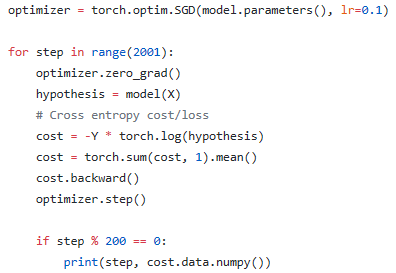 optimizer = torch.optim.SGD(model.parameters(), lr=0.1)
for step in range(2001):
    optimizer.zero_grad()
    hypothesis = model(X)
    # Cross entropy cost/loss
    cost = -Y * torch.log(hypothesis)
    cost = torch.sum(cost, 1).mean()
    cost.backward()
    optimizer.step()
    if step % 200 == 0:
        print(step, cost.data.numpy())